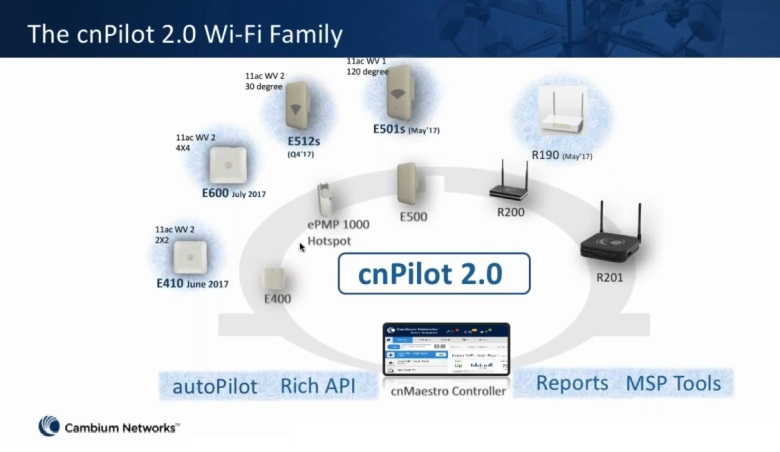 The cnPilot 2.0 Wi-Fi Family
11ac WV 1
120 degree
11ac WV 2
30 degree
E512s
(Q4'17)
E501s (May'17)
11ac WV 2
4X4
E600 July 2017
R190 (May'17)
ePMP 1000
Hotspot
E500
R200
11ac WV 2
2X2
E410 June 2017
E400
cnPilot 2.0
R201
Cambium Networks
autoPilot Rich API
cnMaestro Controller
Reports MSP Tools
Cambium Networks™